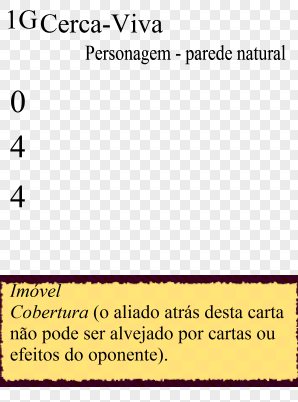 1G Cerca-Viva
Personagem - parede natural
0
4
4
Imóvel
Cobertura (o aliado atrás desta carta
não pode ser alvejado por cartas ou
efeitos do oponente).